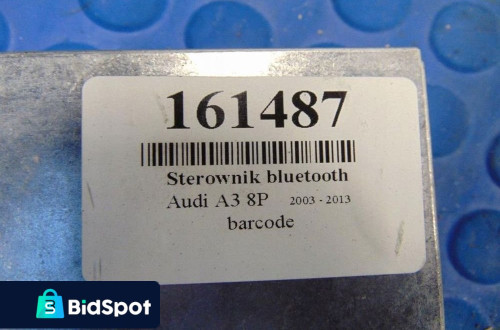 161487
Sterownik bluetooth
Audi A3 8P 2003 - 2013
barcode
S
BidSpot